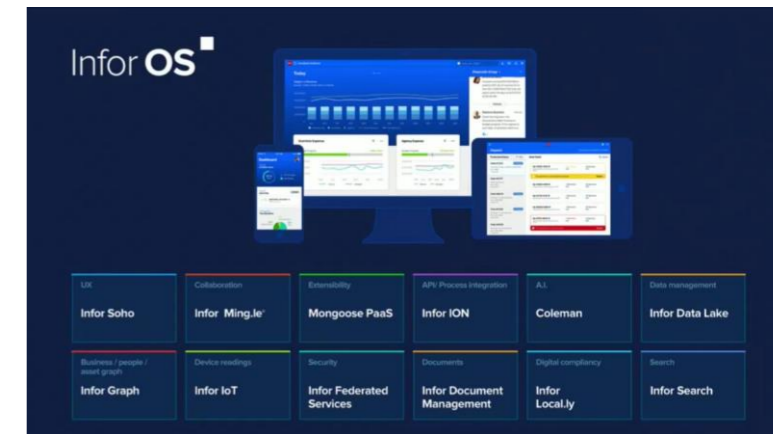 Infor OS
Today
Dashboard
UX
Infor Soho
Collaboration
Infor Ming.le®
Extensibility
Mongoose PaaS
API/ Process Integration
Infor ION
A.I.
Coleman
Data management
Infor Data Lake
Business / people /
asset graph
Infor Graph
Device readings
Infor IoT
Security
Infor Federated
Services
Documents
Infor Document
Management
Digital compliancy
Infor
Local.ly
Search
Infor Search